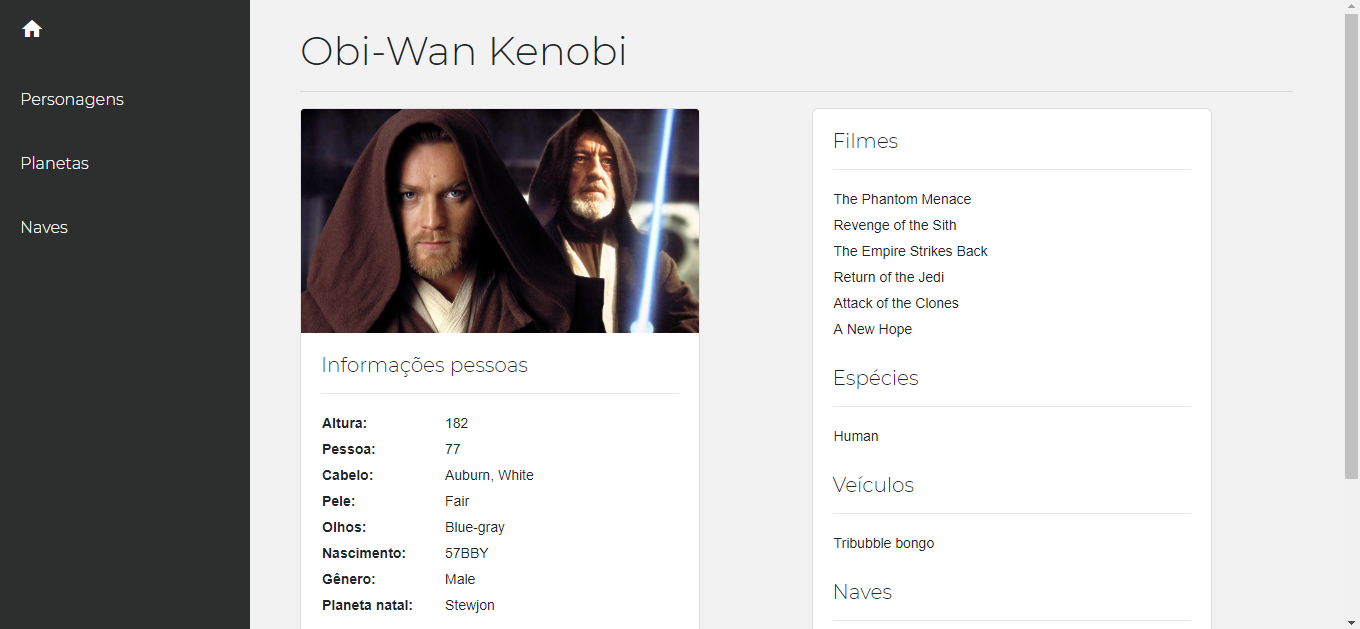 Personagens
Planetas
Naves
Obi-Wan Kenobi
Informações pessoas
Altura: 182
Pessoa: 77
Cabelo: Auburn, White
Pele: Fair
Olhos: Blue-gray
Nascimento: 57BBY
Gênero: Male
Planeta natal: Stewjon
Filmes
The Phantom Menace
Revenge of the Sith
The Empire Strikes Back
Return of the Jedi
Attack of the Clones
A New Hope
Espécies
Human
Veículos
Tribubble bongo
Naves